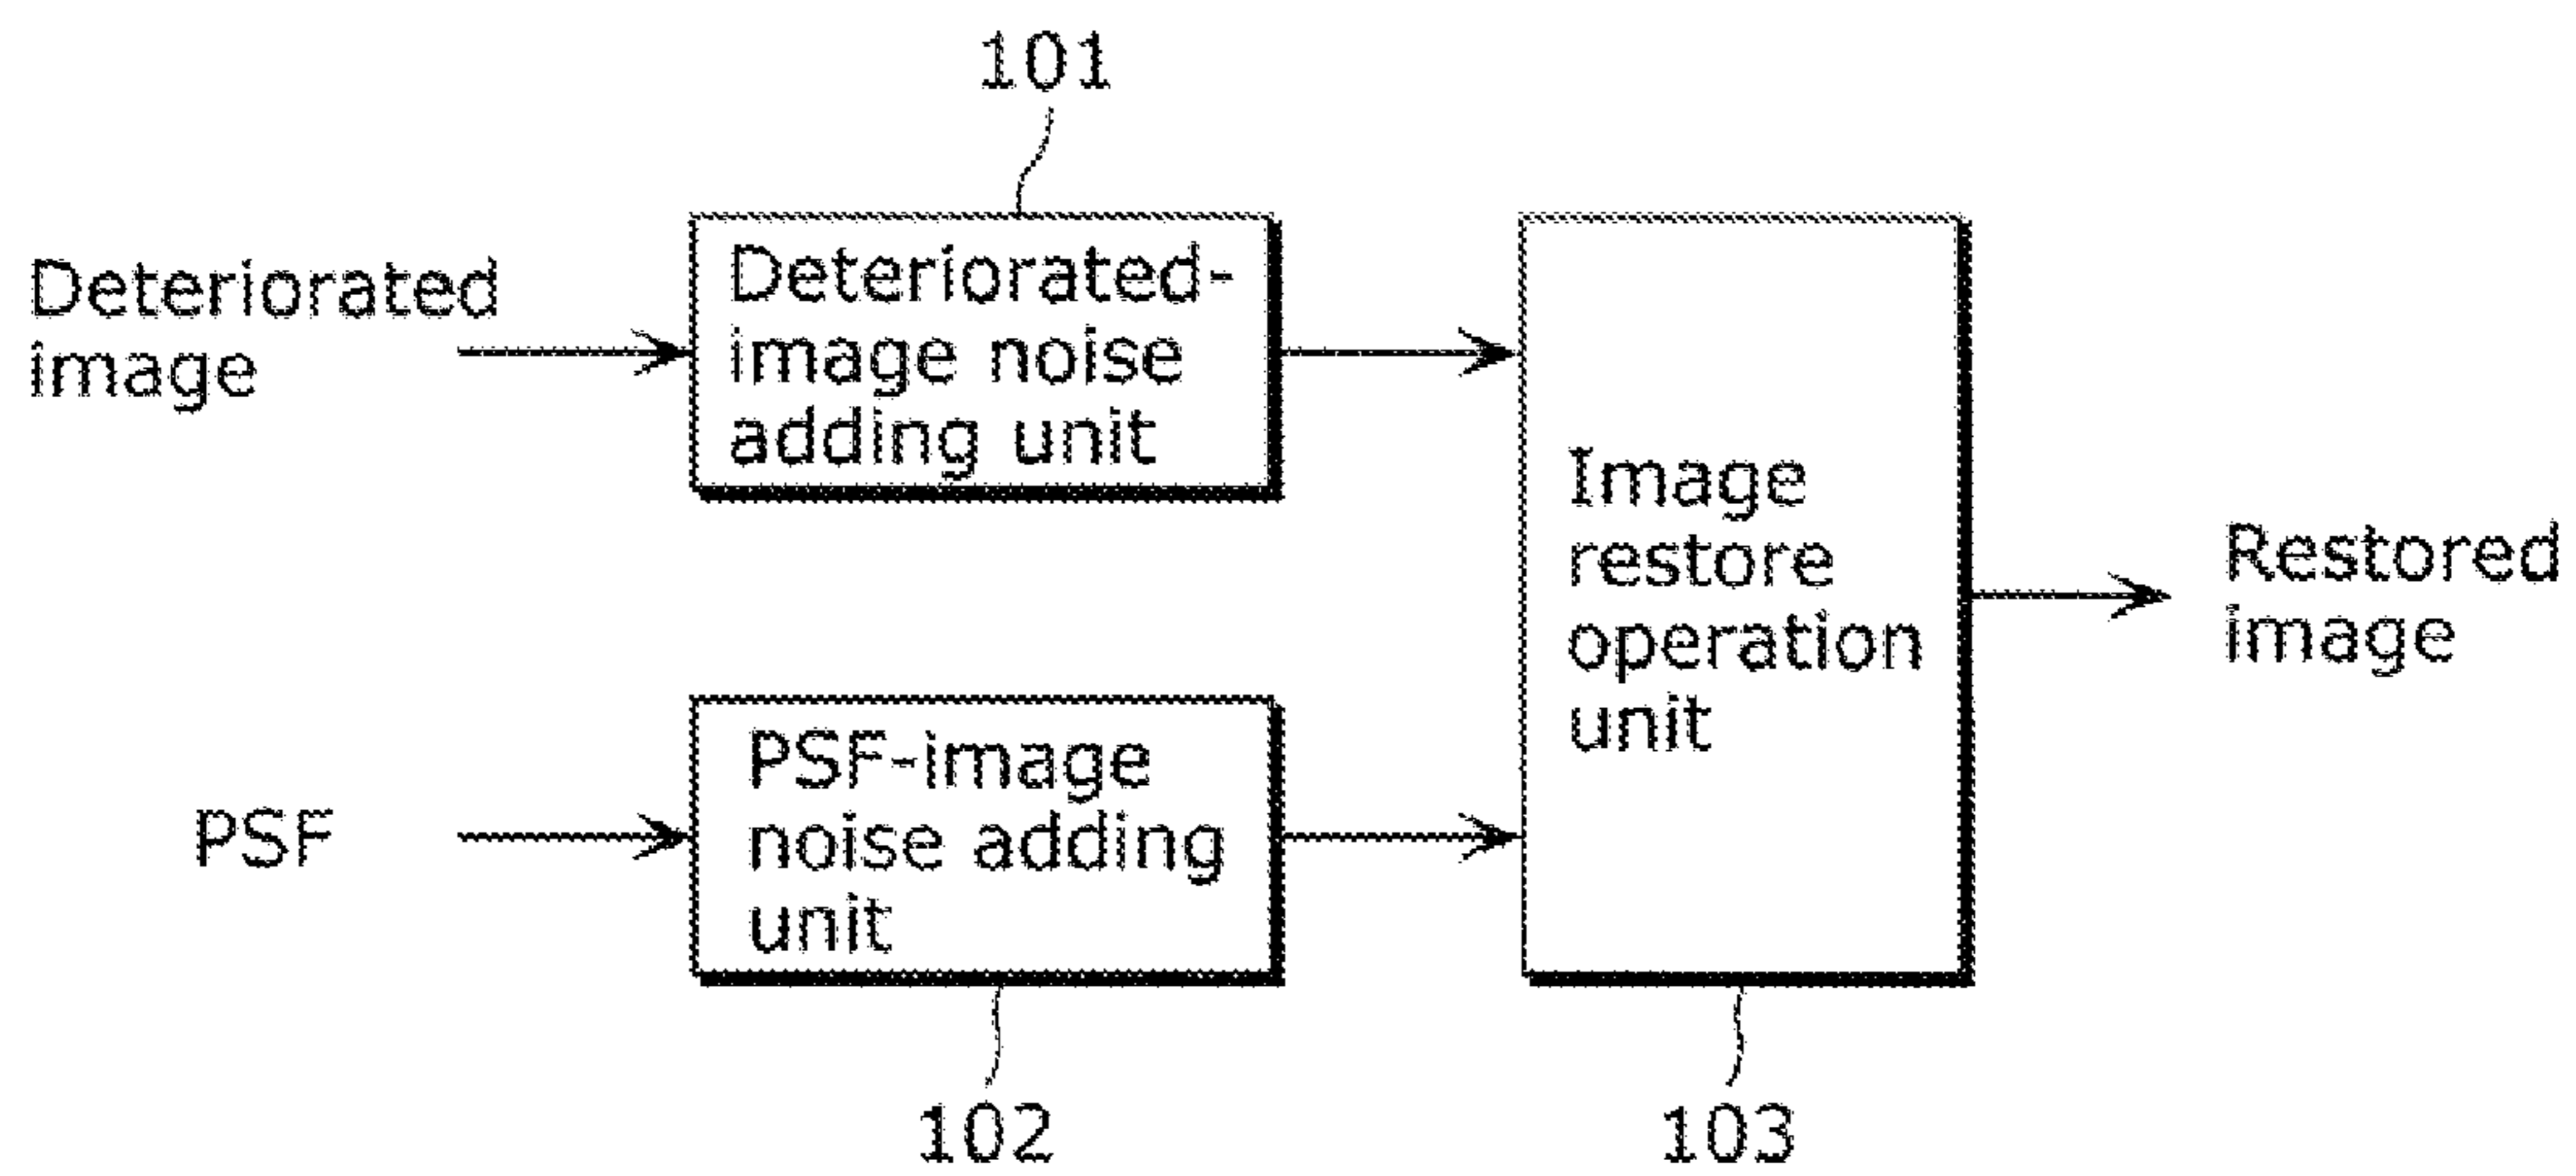 101
Deteriorated
image
Deteriorated-
image noise
adding unit
Image
restore
operation
unit
Restored
image
PSF
PSF-image
noise adding
unit
102
103